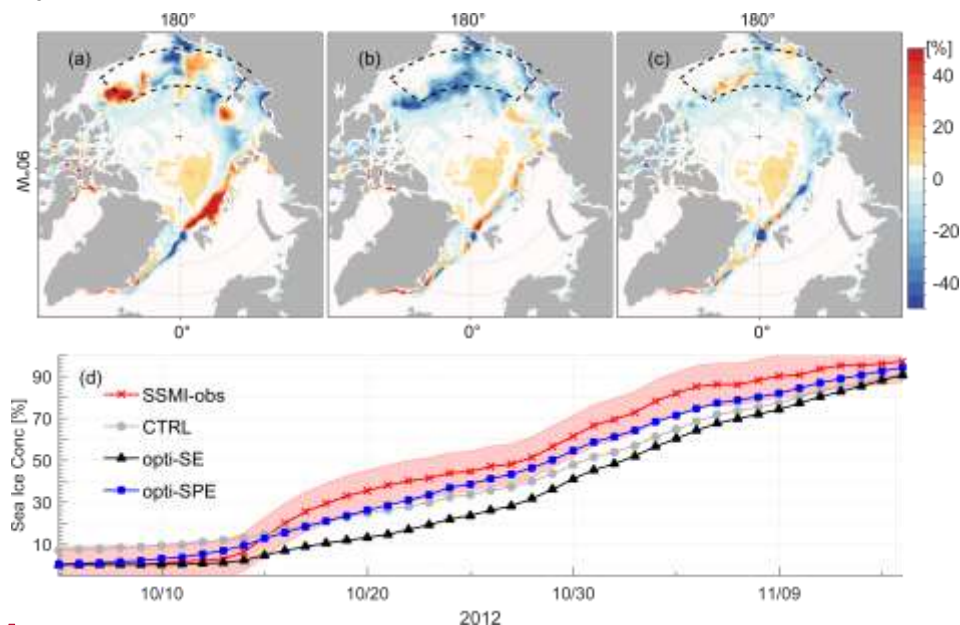 180° 180° 180°
(a) (b) (c) [%]
40
20
0
-20
-40
90°W
0° 0° 0°
(d)
90
70
50
30
10
Sea Ice Conc [%]
SSMI-obs
CTRL
opti-SE
opti-SPE
10/10 10/20 10/30 11/09
2012